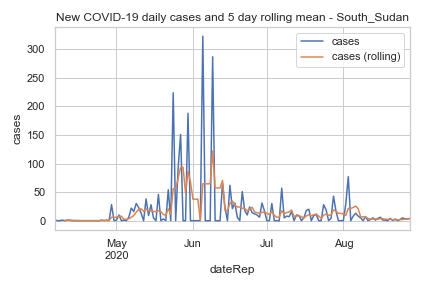 New COVID-19 daily cases and 5 day rolling mean - South_Sudan
cases
cases (rolling)
300
250
200
150
100
50
0
cases
May
2020
Jun
Jul
Aug
dateRep